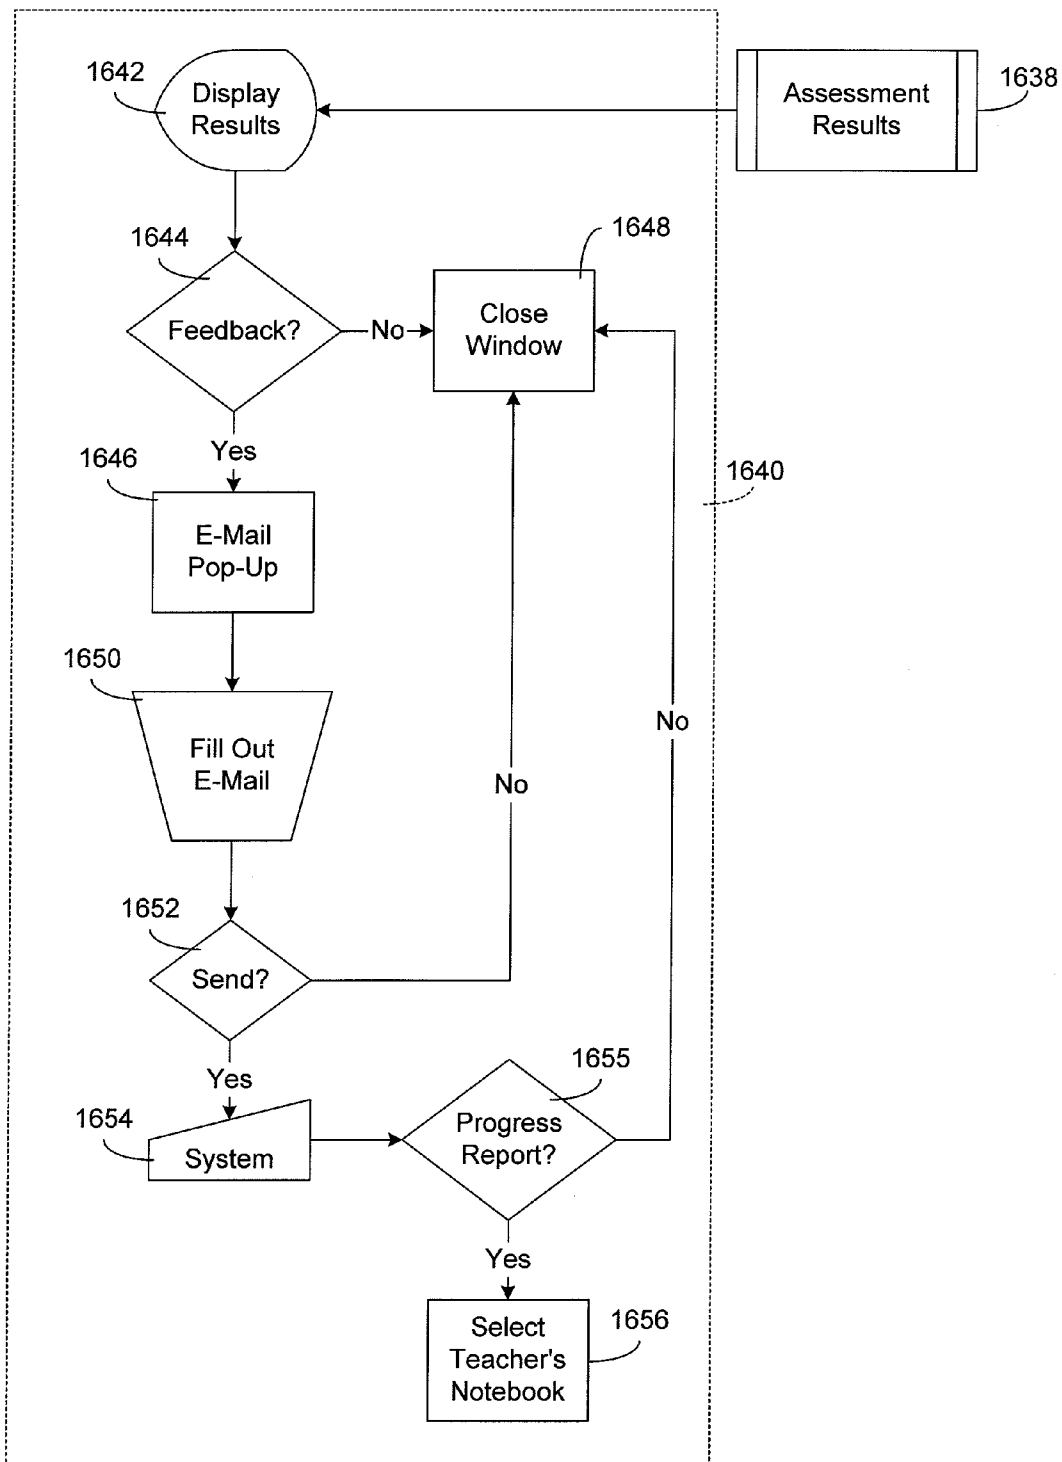 1642
Display
Results
Assessment
Results
1638
1644
Feedback?
No
1648
Close
Window
Yes
1646
E-Mail
Pop-Up
1640
1650
Fill Out
E-Mail
No
No
1652
Send?
Yes
1654
System
1655
Progress
Report?
Yes
Select
Teacher's
Notebook
1656